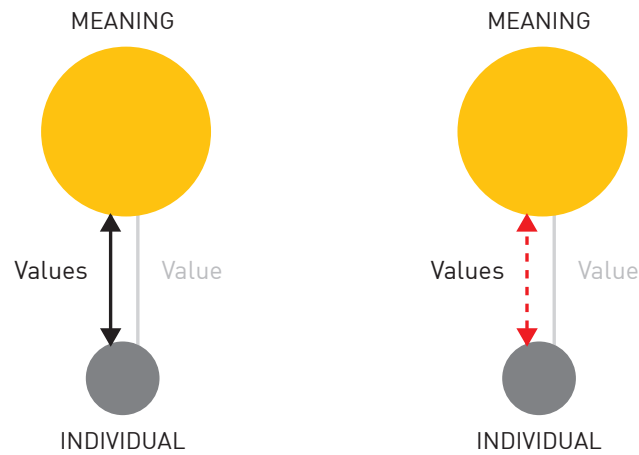 MEANING
MEANING
Values
Value
Values
Value
INDIVIDUAL
INDIVIDUAL